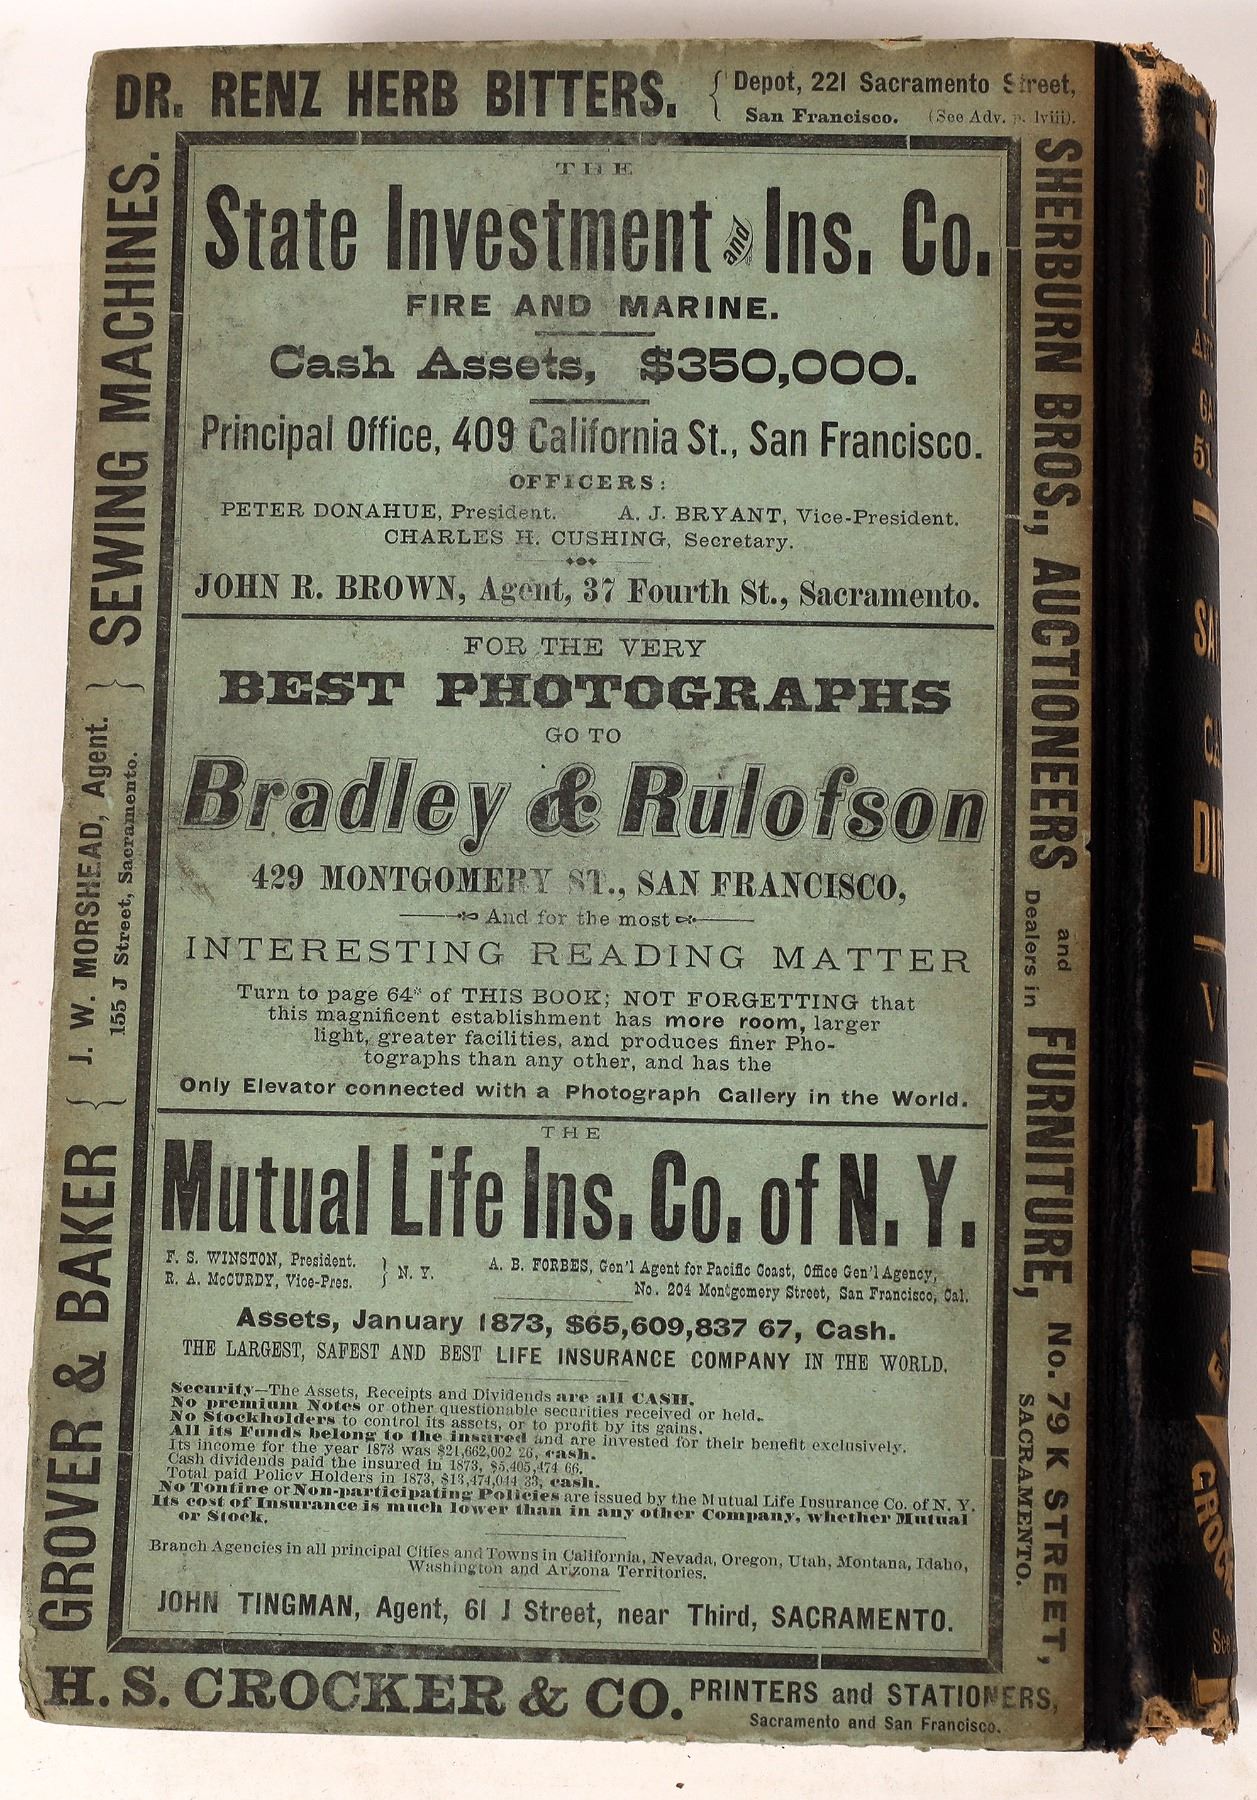 DR. RENZ HERB BITTERS.
Depot, 221 Sacramento Street,
San Francisco. (See Adv. p. lviii).
THE
State Investment and Ins. Co.
FIRE AND MARINE.
Cash Assets, $350,000.
Principal Office, 409 California St., San Francisco.
OFFICERS:
PETER DONAHUE, President. A. J. BRYANT, Vice-President.
CHARLES H. CUSHING, Secretary.
JOHN R. BROWN, Agent, 37 Fourth St., Sacramento.
FOR THE VERY
BEST PHOTOGRAPHS
GO TO
Bradley & Rulofson
429 MONTGOMERY ST., SAN FRANCISCO,
And for the most
INTERESTING READING MATTER
Turn to page 64* of THIS BOOK; NOT FORGETTING that
this magnificent establishment has more room, larger
light, greater facilities, and produces finer Pho-
tographs than any other, and has the
Only Elevator connected with a Photograph Gallery in the World.
THE
Mutual Life Ins. Co. of N. Y.
F. S. WINSTON, President.
R. A. McCURDY, Vice-Pres.
N. Y.
A. B. FORBES, Gen'l Agent for Pacific Coast, Office Gen'l Agency,
No. 204 Montgomery Street, San Francisco, Cal.
Assets, January 1873, $65,609,837 67, Cash.
THE LARGEST, SAFEST AND BEST LIFE INSURANCE COMPANY IN THE WORLD.
Security—The Assets, Receipts and Dividends are all CASH.
No premium Notes or other questionable securities received or held.
No Stockholders to control its assets, or to profit by its gains.
All its Funds belong to the insured and are invested for their benefit exclusively.
Its income for the year 1873 was $21,662,002 26, cash.
Cash dividends paid the insured in 1873, $5,405,474 66.
Total paid Policy Holders in 1873, $13,474,044 33, cash.
No Tontine or Non-participating Policies are issued by the Mutual Life Insurance Co. of N. Y.
Its cost of Insurance is much lower than in any other Company, whether Mutual
or Stock.
Branch Agencies in all principal Cities and Towns in California, Nevada, Oregon, Utah, Montana, Idaho,
Washington and Arizona Territories.
JOHN TINGMAN, Agent, 61 J Street, near Third, SACRAMENTO.
H. S. CROCKER & CO. PRINTERS and STATIONERS,
Sacramento and San Francisco.
GROVER & BAKER
J. W. MORSHEAD, Agent.
155 J Street, Sacramento.
SEWING MACHINES.
SHERBURN BROS., AUCTIONEERS
and
Dealers in
FURNITURE,
No. 79 K STREET,
SACRAMENTO.